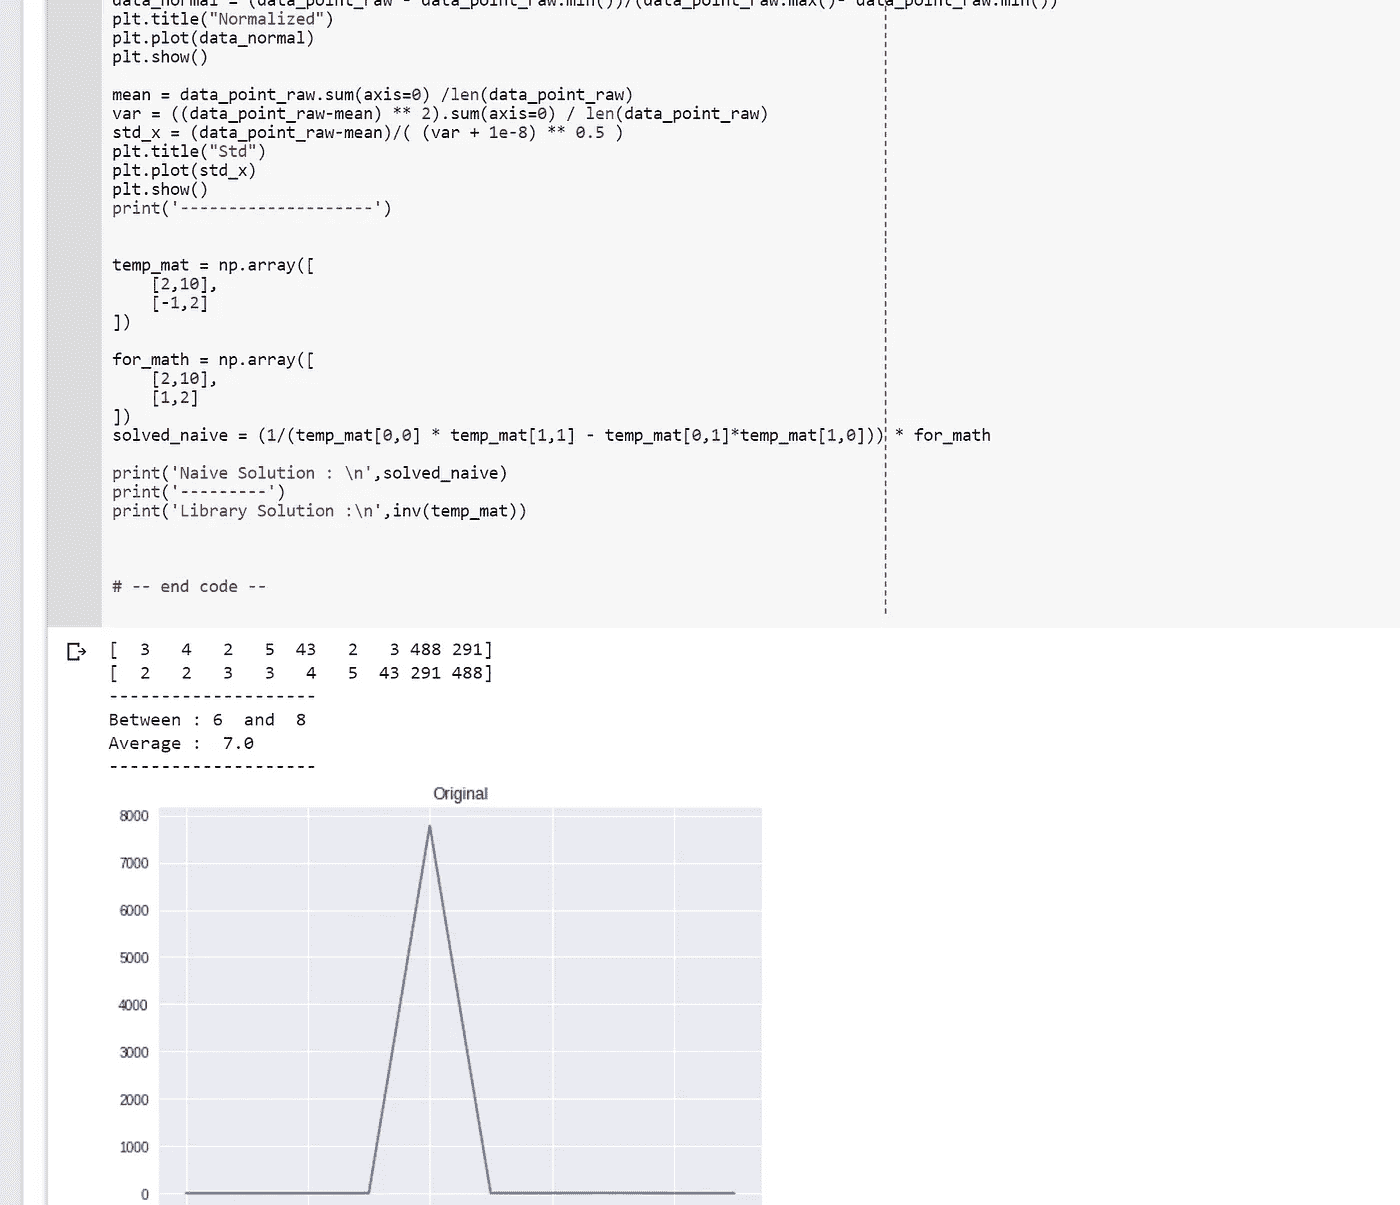 data_normal = (data_point_raw - data_point_raw.min())/(data_point_raw.max()- data_point_raw.min())
plt.title("Normalized")
plt.plot(data_normal)
plt.show()
mean = data_point_raw.sum(axis=0) /len(data_point_raw)
var = ((data_point_raw-mean) ** 2).sum(axis=0) / len(data_point_raw)
std_x = (data_point_raw-mean)/( (var + 1e-8) ** 0.5 )
plt.title("Std")
plt.plot(std_x)
plt.show()
print('--------------------')
temp_mat = np.array([
    [2,10],
    [-1,2]
])
for_math = np.array([
    [2,10],
    [1,2]
])
solved_naive = (1/(temp_mat[0,0] * temp_mat[1,1] - temp_mat[0,1]*temp_mat[1,0])) * for_math
print('Naive Solution : \n',solved_naive)
print('---------')
print('Library Solution :\n',inv(temp_mat))
# -- end code --
[  3   4   2   5  43   2   3 488 291]
[  2   2   3   3   4   5  43 291 488]
--------------------
Between : 6  and  8
Average :  7.0
--------------------
Original
8000
7000
6000
5000
4000
3000
2000
1000
0